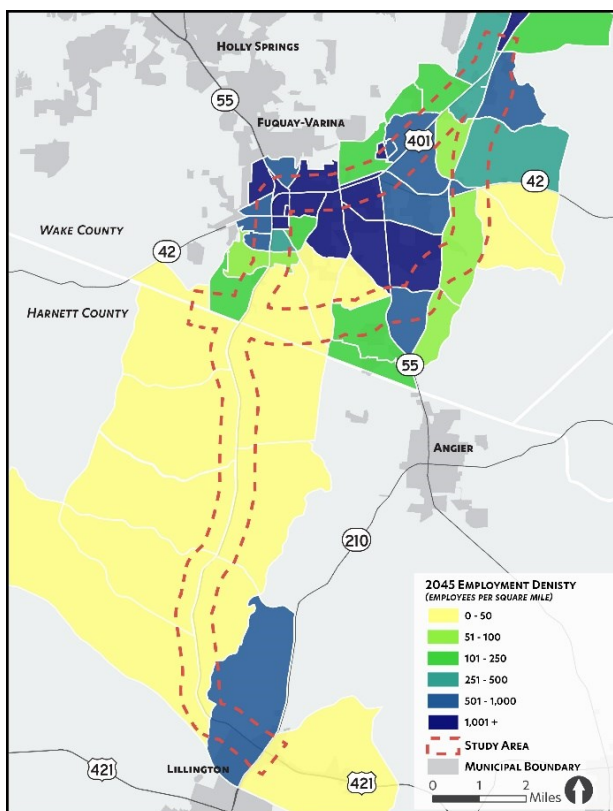 HOLLY SPRINGS
55
FUQUAY-VARINA
401
42
WAKE COUNTY
42
HARNETT COUNTY
55
ANGIER
210
2045 EMPLOYMENT DENISTY
(EMPLOYEES PER SQUARE MILE)
0 - 50
51 - 100
101 - 250
251 - 500
501 - 1,000
1,001 +
STUDY AREA
MUNICIPAL BOUNDARY
LILLINGTON
421
421
0 1 2
MILES